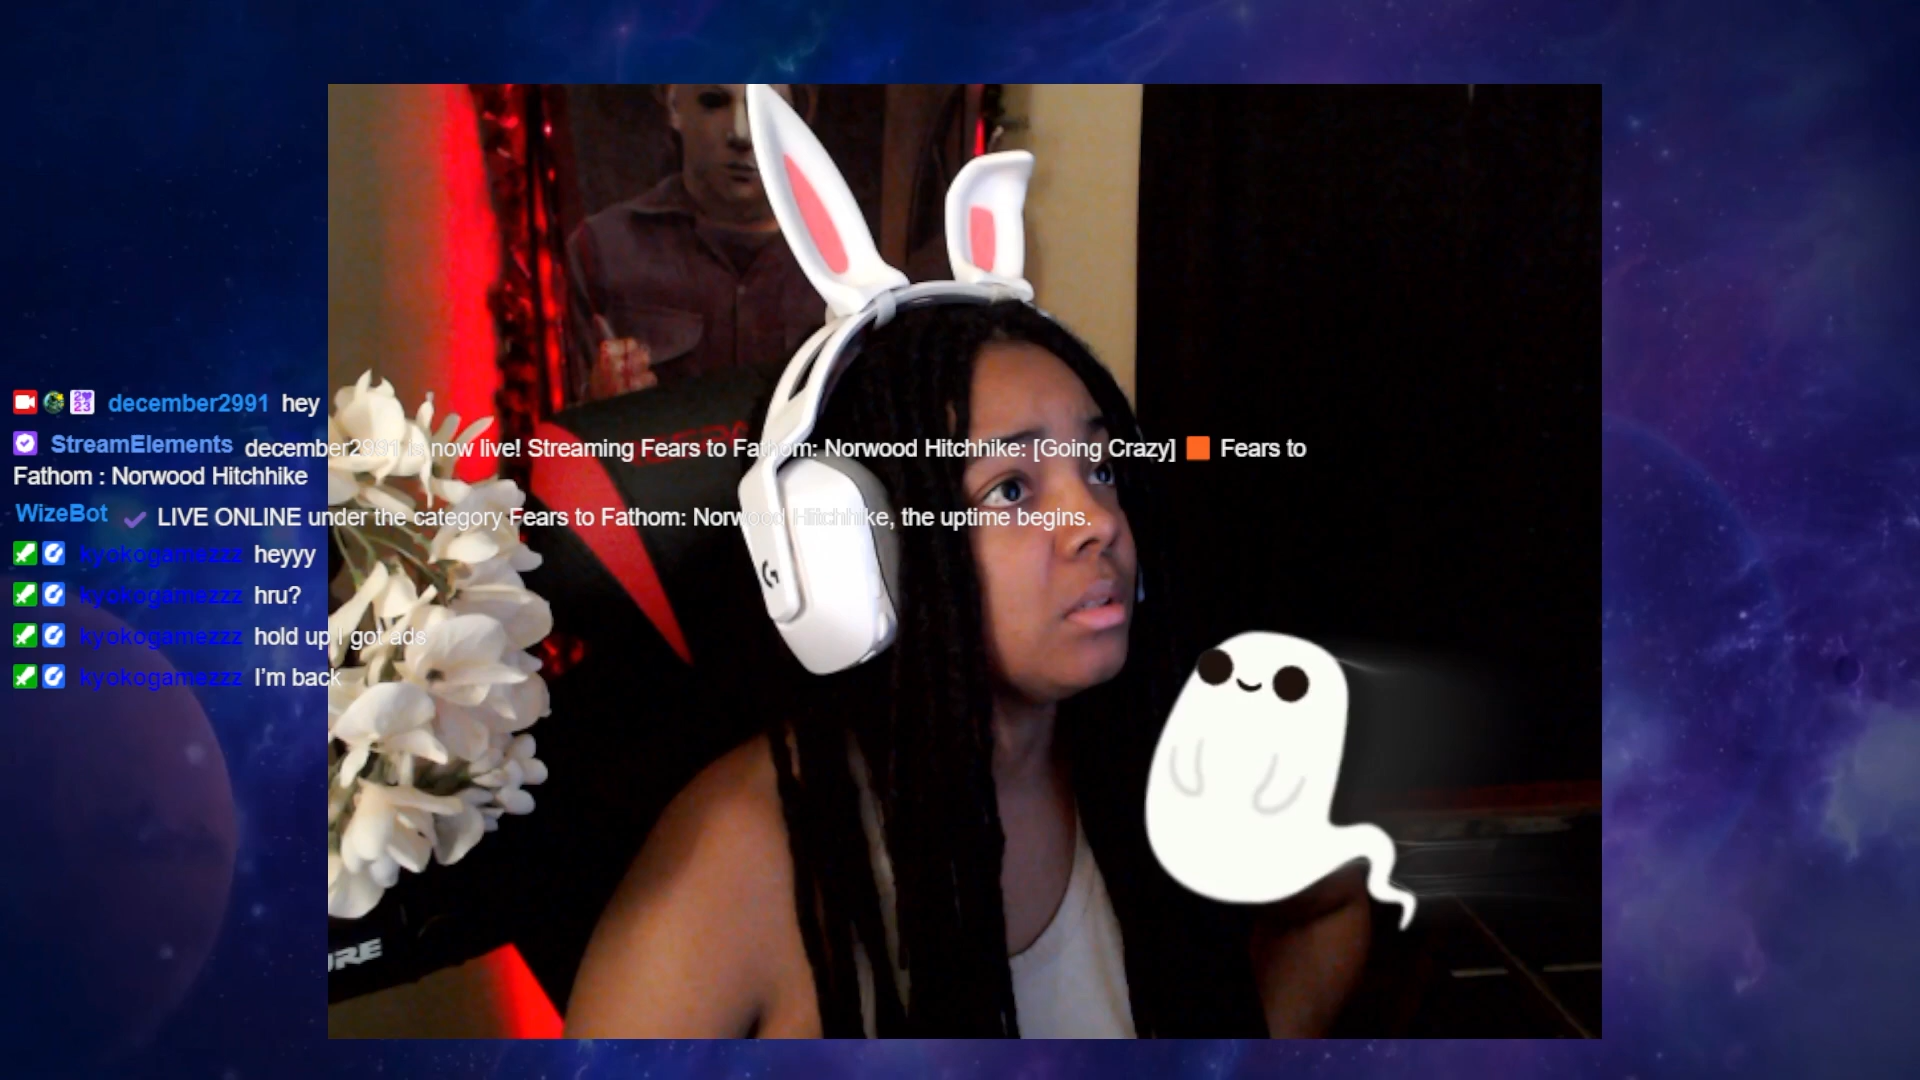 december2991 hey
StreamElements december2991 is now live! Streaming Fears to Fathom: Norwood Hitchhike: [Going Crazy] 🟧 Fears to
Fathom : Norwood Hitchhike
WizeBot LIVE ONLINE under the category Fears to Fathom: Norwood Hitchhike, the uptime begins.
kyokogamezzz heyyy
kyokogamezzz hru?
kyokogamezzz hold up I got ads
kyokogamezzz I'm back